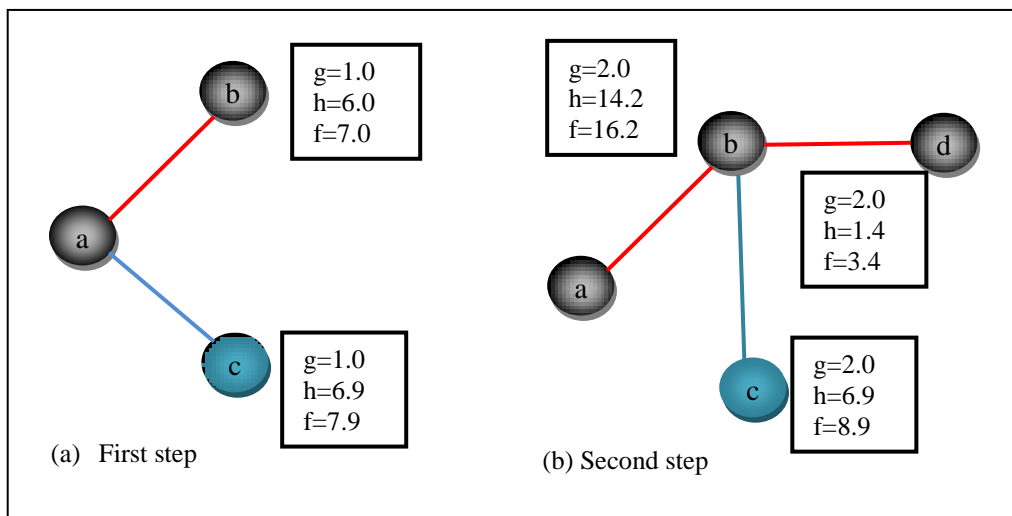 b
g=1.0
h=6.0
f=7.0
a
c
g=1.0
h=6.9
f=7.9
(a) First step
g=2.0
h=14.2
f=16.2
b
d
g=2.0
h=1.4
f=3.4
a
c
g=2.0
h=6.9
f=8.9
(b) Second step